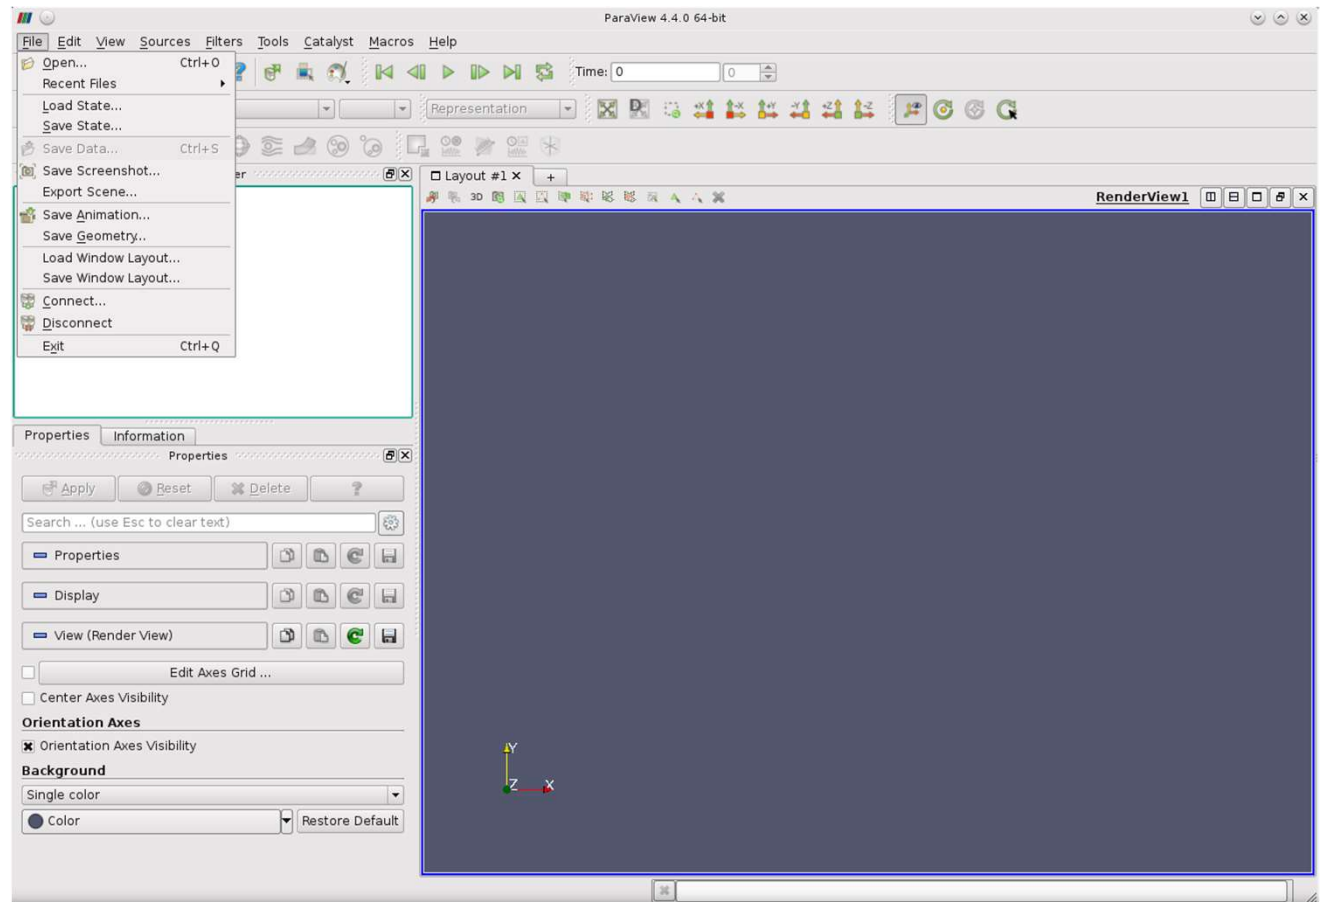 ParaView 4.4.0 64-bit
File Edit View Sources Filters Tools Catalyst Macros Help
Open... Ctrl+O
Recent Files
Load State...
Save State...
Save Data... Ctrl+S
Save Screenshot...
Export Scene...
Save Animation...
Save Geometry...
Load Window Layout...
Save Window Layout...
Connect...
Disconnect
Exit Ctrl+Q
Time: 0 0
Representation
er
Layout #1 +
3D
RenderView1
Properties Information
Properties
Apply Reset Delete ?
Search ... (use Esc to clear text)
Properties
Display
View (Render View)
Edit Axes Grid ...
Center Axes Visibility
Orientation Axes
Orientation Axes Visibility
Background
Single color
Color Restore Default
Y
Z X